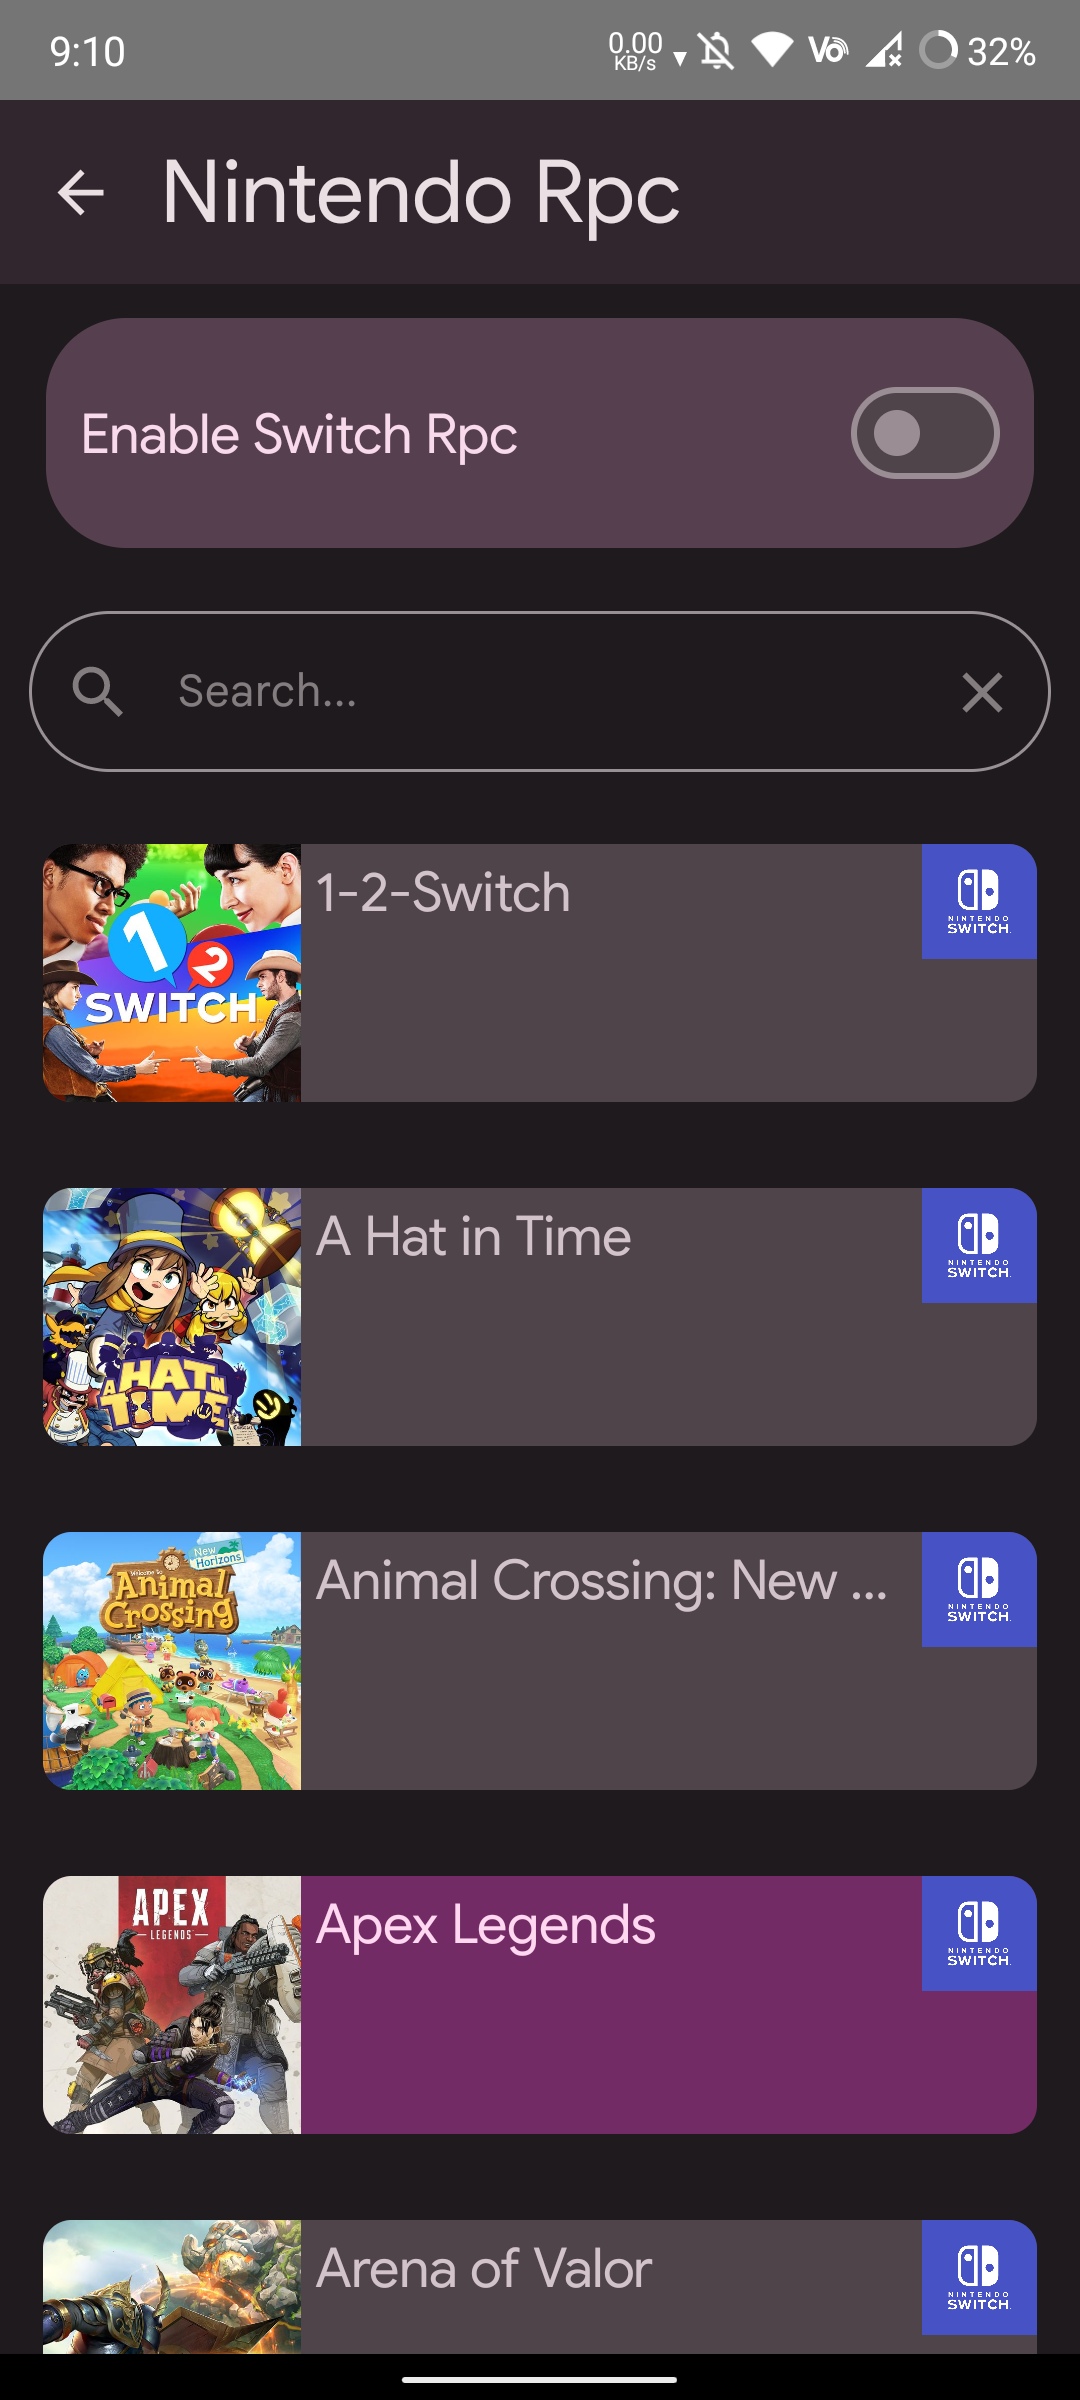 9:10
0.00
KB/s
VO
32%
Nintendo Rpc
Enable Switch Rpc
Search...
1-2-Switch
NINTENDO
SWITCH
1 2
SWITCH
A Hat in Time
NINTENDO
SWITCH
A HAT IN
TIME
Animal Crossing: New ...
NINTENDO
SWITCH
New
Horizons
Welcome to
Animal
Crossing
Apex Legends
NINTENDO
SWITCH
APEX
LEGENDS
Arena of Valor
NINTENDO
SWITCH